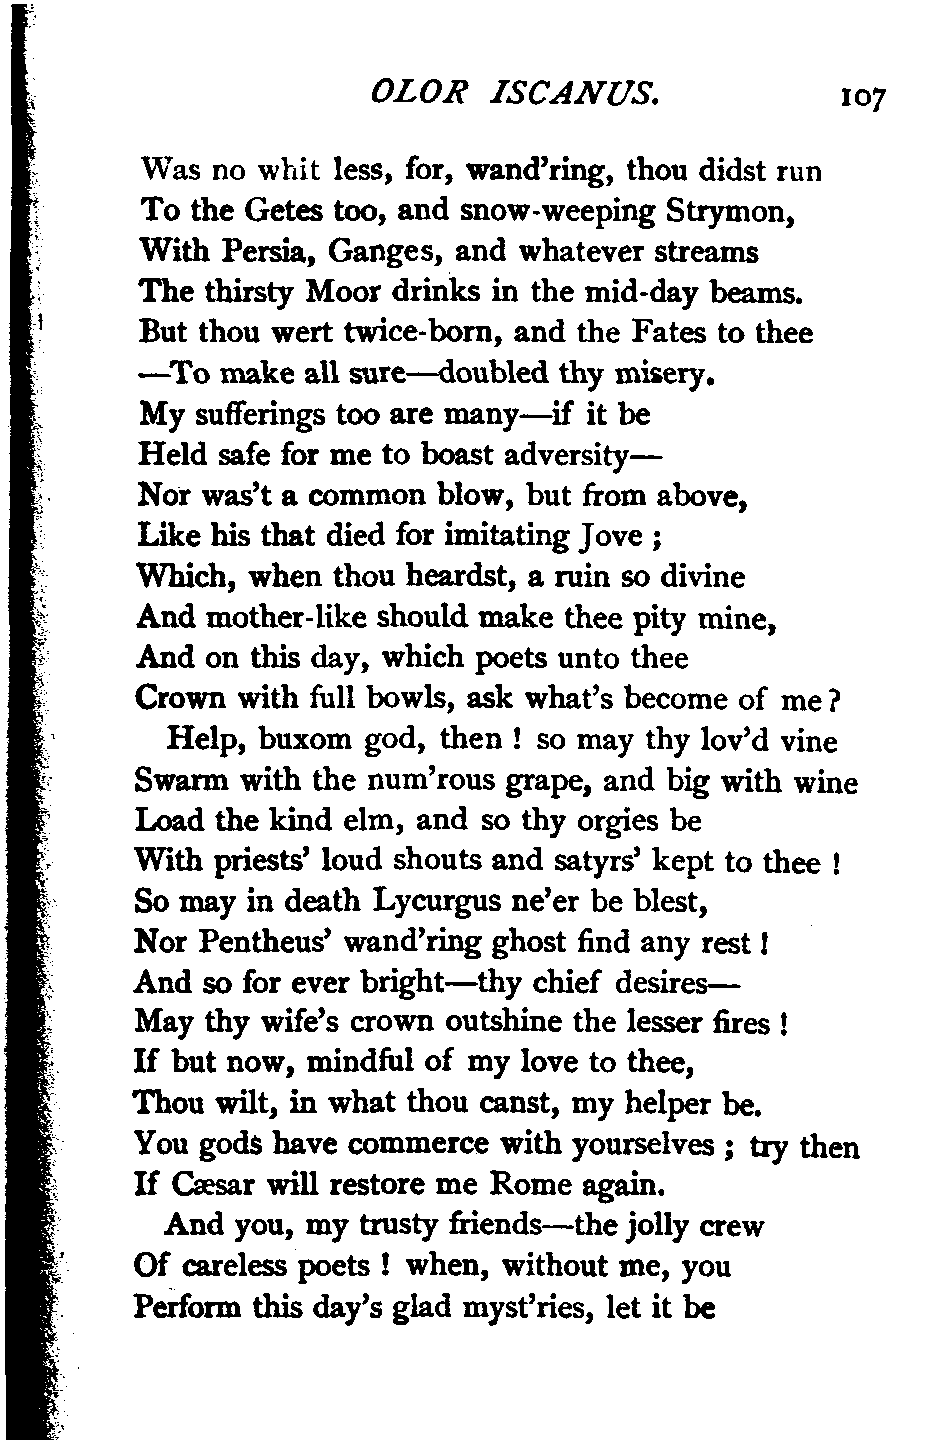 OLOR ISCANUS. 107
Was no whit less, for, wand'ring, thou didst run
To the Getes too, and snow-weeping Strymon,
With Persia, Ganges, and whatever streams
The thirsty Moor drinks in the mid-day beams.
But thou wert twice-born, and the Fates to thee
—To make all sure—doubled thy misery.
My sufferings too are many—if it be
Held safe for me to boast adversity—
Nor was't a common blow, but from above,
Like his that died for imitating Jove ;
Which, when thou heardst, a ruin so divine
And mother-like should make thee pity mine,
And on this day, which poets unto thee
Crown with full bowls, ask what's become of me ?
Help, buxom god, then ! so may thy lov'd vine
Swarm with the num'rous grape, and big with wine
Load the kind elm, and so thy orgies be
With priests' loud shouts and satyrs' kept to thee !
So may in death Lycurgus ne'er be blest,
Nor Pentheus' wand'ring ghost find any rest !
And so for ever bright—thy chief desires—
May thy wife's crown outshine the lesser fires !
If but now, mindful of my love to thee,
Thou wilt, in what thou canst, my helper be.
You gods have commerce with yourselves ; try then
If Cæsar will restore me Rome again.
And you, my trusty friends—the jolly crew
Of careless poets ! when, without me, you
Perform this day's glad myst'ries, let it be